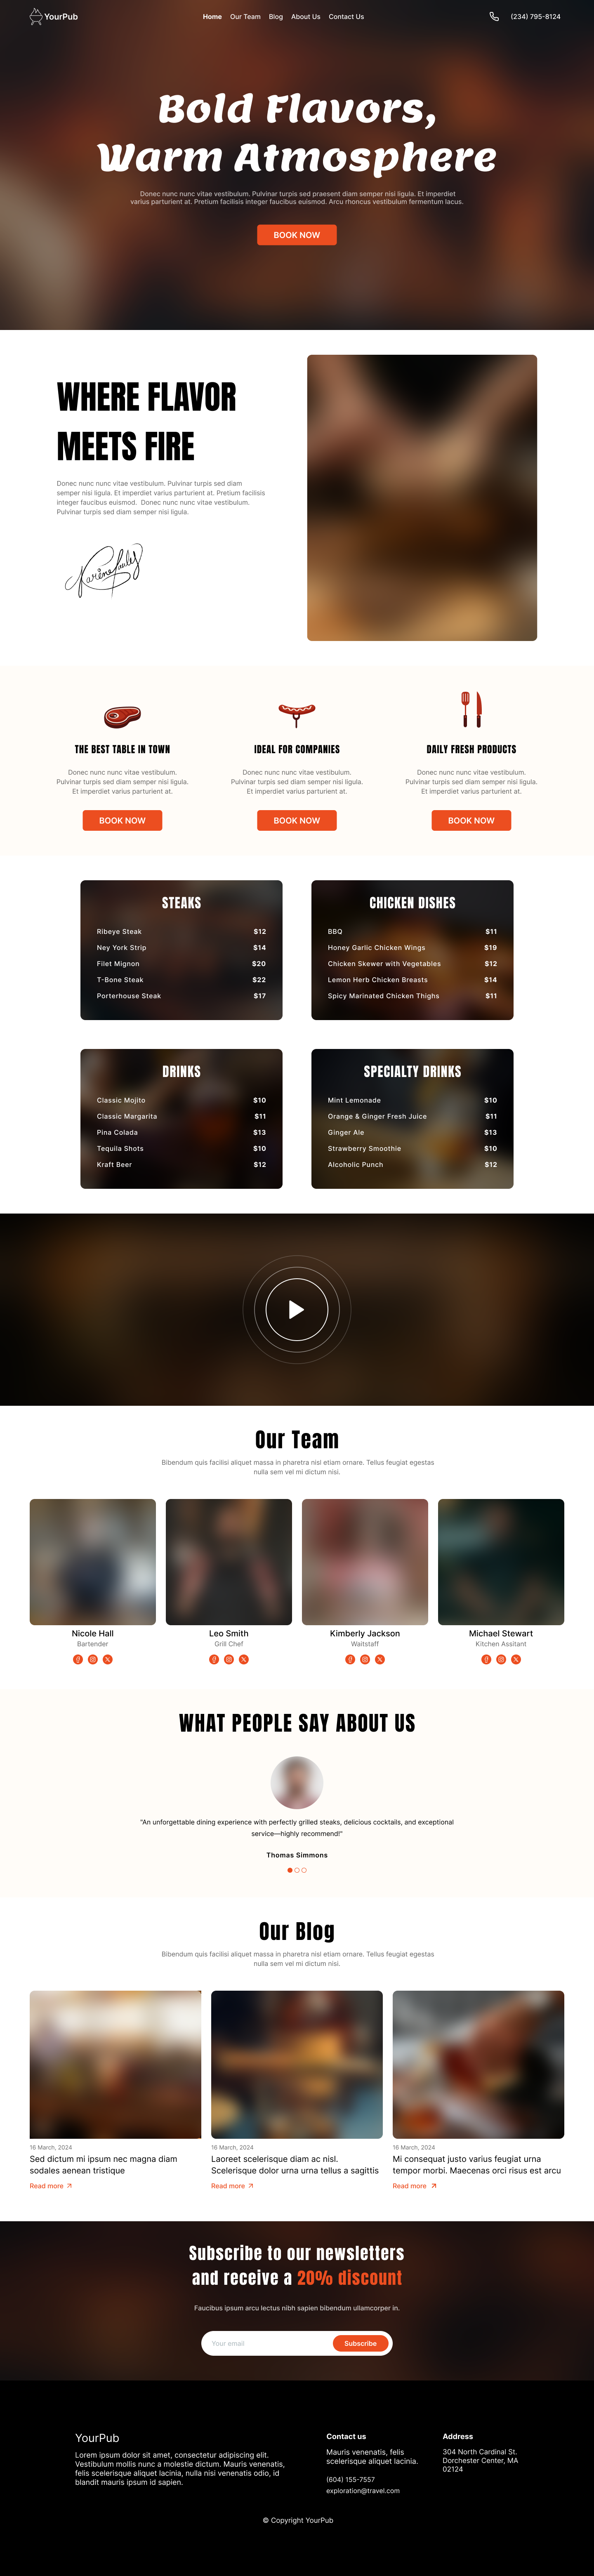 YourPub
Home Our Team Blog About Us Contact Us
(234) 795-8124
Bold Flavors,
Warm Atmosphere
Donec nunc nunc vitae vestibulum. Pulvinar turpis sed praesent diam semper nisi ligula. Et imperdiet
varius parturient at. Pretium facilisis integer faucibus euismod. Arcu rhoncus vestibulum fermentum lacus.
BOOK NOW
WHERE FLAVOR
MEETS FIRE
Donec nunc nunc vitae vestibulum. Pulvinar turpis sed diam
semper nisi ligula. Et imperdiet varius parturient at. Pretium facilisis
integer faucibus euismod.  Donec nunc nunc vitae vestibulum.
Pulvinar turpis sed diam semper nisi ligula.
THE BEST TABLE IN TOWN
Donec nunc nunc vitae vestibulum.
Pulvinar turpis sed diam semper nisi ligula.
Et imperdiet varius parturient at.
BOOK NOW
IDEAL FOR COMPANIES
Donec nunc nunc vitae vestibulum.
Pulvinar turpis sed diam semper nisi ligula.
Et imperdiet varius parturient at.
BOOK NOW
DAILY FRESH PRODUCTS
Donec nunc nunc vitae vestibulum.
Pulvinar turpis sed diam semper nisi ligula.
Et imperdiet varius parturient at.
BOOK NOW
STEAKS
Ribeye Steak $12
Ney York Strip $14
Filet Mignon $20
T-Bone Steak $22
Porterhouse Steak $17
CHICKEN DISHES
BBQ $11
Honey Garlic Chicken Wings $19
Chicken Skewer with Vegetables $12
Lemon Herb Chicken Breasts $14
Spicy Marinated Chicken Thighs $11
DRINKS
Classic Mojito $10
Classic Margarita $11
Pina Colada $13
Tequila Shots $10
Kraft Beer $12
SPECIALTY DRINKS
Mint Lemonade $10
Orange & Ginger Fresh Juice $11
Ginger Ale $13
Strawberry Smoothie $10
Alcoholic Punch $12
Our Team
Bibendum quis facilisi aliquet massa in pharetra nisl etiam ornare. Tellus feugiat egestas
nulla sem vel mi dictum nisi.
Nicole Hall
Bartender
Leo Smith
Grill Chef
Kimberly Jackson
Waitstaff
Michael Stewart
Kitchen Assitant
WHAT PEOPLE SAY ABOUT US
"An unforgettable dining experience with perfectly grilled steaks, delicious cocktails, and exceptional
service—highly recommend!"
Thomas Simmons
Our Blog
Bibendum quis facilisi aliquet massa in pharetra nisl etiam ornare. Tellus feugiat egestas
nulla sem vel mi dictum nisi.
16 March, 2024
Sed dictum mi ipsum nec magna diam
sodales aenean tristique
Read more
16 March, 2024
Laoreet scelerisque diam ac nisl.
Scelerisque dolor urna urna tellus a sagittis
Read more
16 March, 2024
Mi consequat justo varius feugiat urna
tempor morbi. Maecenas orci risus est arcu
Read more
Subscribe to our newsletters
and receive a 20% discount
Faucibus ipsum arcu lectus nibh sapien bibendum ullamcorper in.
Your email
Subscribe
YourPub
Lorem ipsum dolor sit amet, consectetur adipiscing elit.
Vestibulum mollis nunc a molestie dictum. Mauris venenatis,
felis scelerisque aliquet lacinia, nulla nisi venenatis odio, id
blandit mauris ipsum id sapien.
Contact us
Mauris venenatis, felis
scelerisque aliquet lacinia.
(604) 155-7557
exploration@travel.com
Address
304 North Cardinal St.
Dorchester Center, MA
02124
© Copyright YourPub